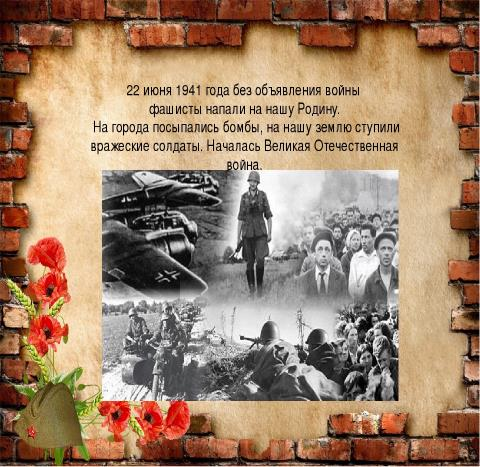 22 июня 1941 года без объявления войны
фашисты напали на нашу Родину.
На города посыпались бомбы, на нашу землю ступили
вражеские солдаты. Началась Великая Отечественная
война.